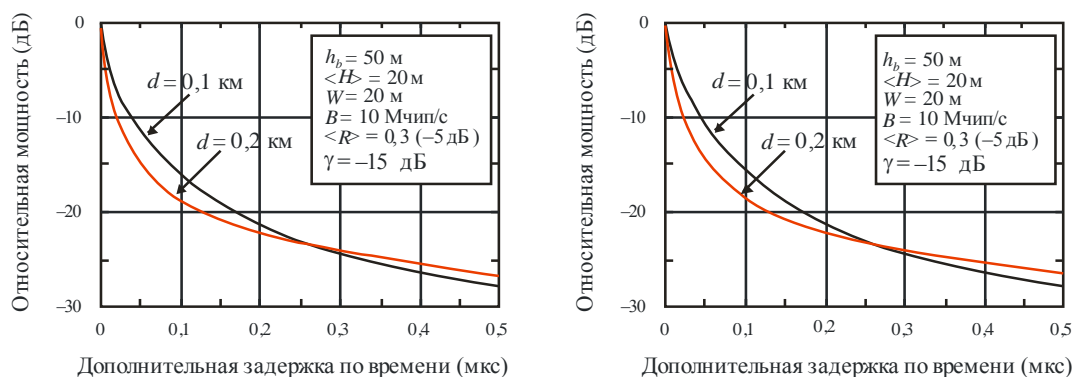 Относительная мощность (дБ)
0
–10
–20
–30
d = 0,1 км
d = 0,2 км
h_b = 50 м
<H> = 20 м
W = 20 м
B = 10 Мчип/с
<R> = 0,3 (–5 дБ)
γ = –15 дБ
0 0,1 0,2 0,3 0,4 0,5
Дополнительная задержка по времени (мкс)
Относительная мощность (дБ)
0
–10
–20
–30
d = 0,1 км
d = 0,2 км
h_b = 50 м
<H> = 20 м
W = 20 м
B = 10 Мчип/с
<R> = 0,3 (–5 дБ)
γ = –15 дБ
0 0,1 0,2 0,3 0,4 0,5
Дополнительная задержка по времени (мкс)